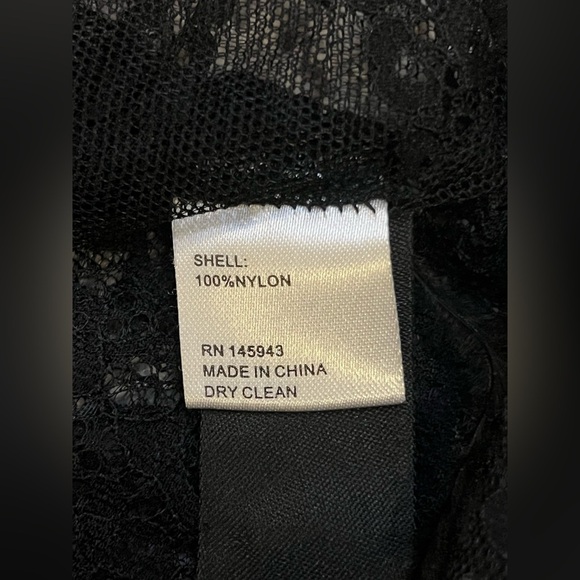 SHELL:
100%NYLON
RN 145943
MADE IN CHINA
DRY CLEAN